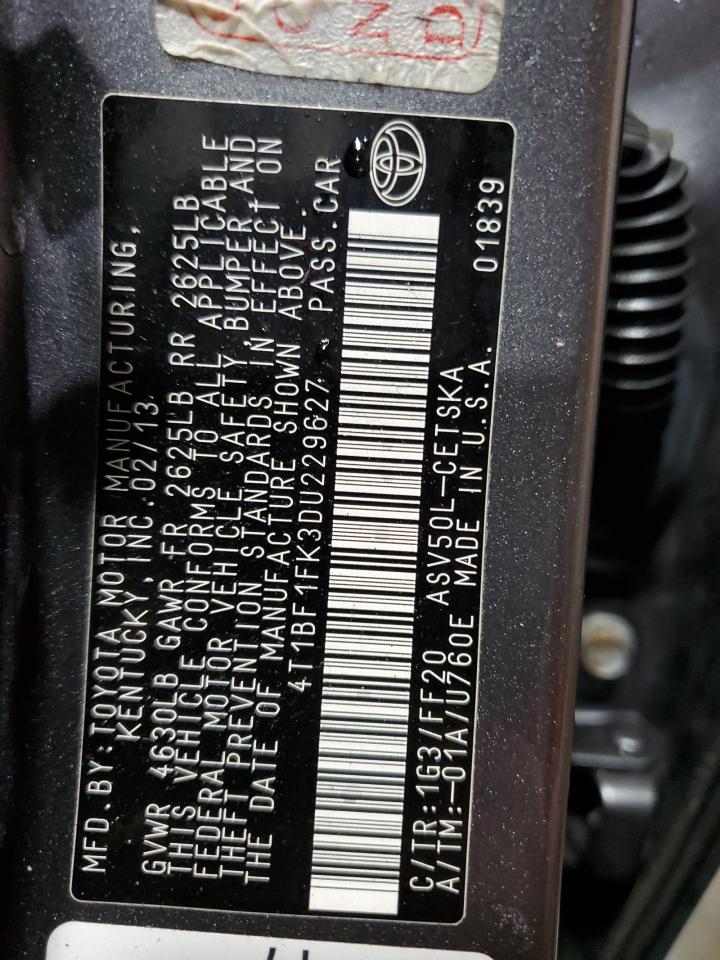 MFD.BY:TOYOTA MOTOR MANUFACTURING,
KENTUCKY,INC.02/13
GVWR 4630LB GAWR FR 2625LB RR 2625LB
THIS VEHICLE CONFORMS TO ALL APPLICABLE
FEDERAL MOTOR VEHICLE SAFETY, BUMPER,AND
THEFT PREVENTION STANDARDS IN EFFECT ON
THE DATE OF MANUFACTURE SHOWN ABOVE.
4T1BF1FK3DU229627 PASS.CAR
C/TR:1G3/FF20 ASV50L-CETSKA
A/TM:-01A/U760E MADE IN U.S.A. 01839